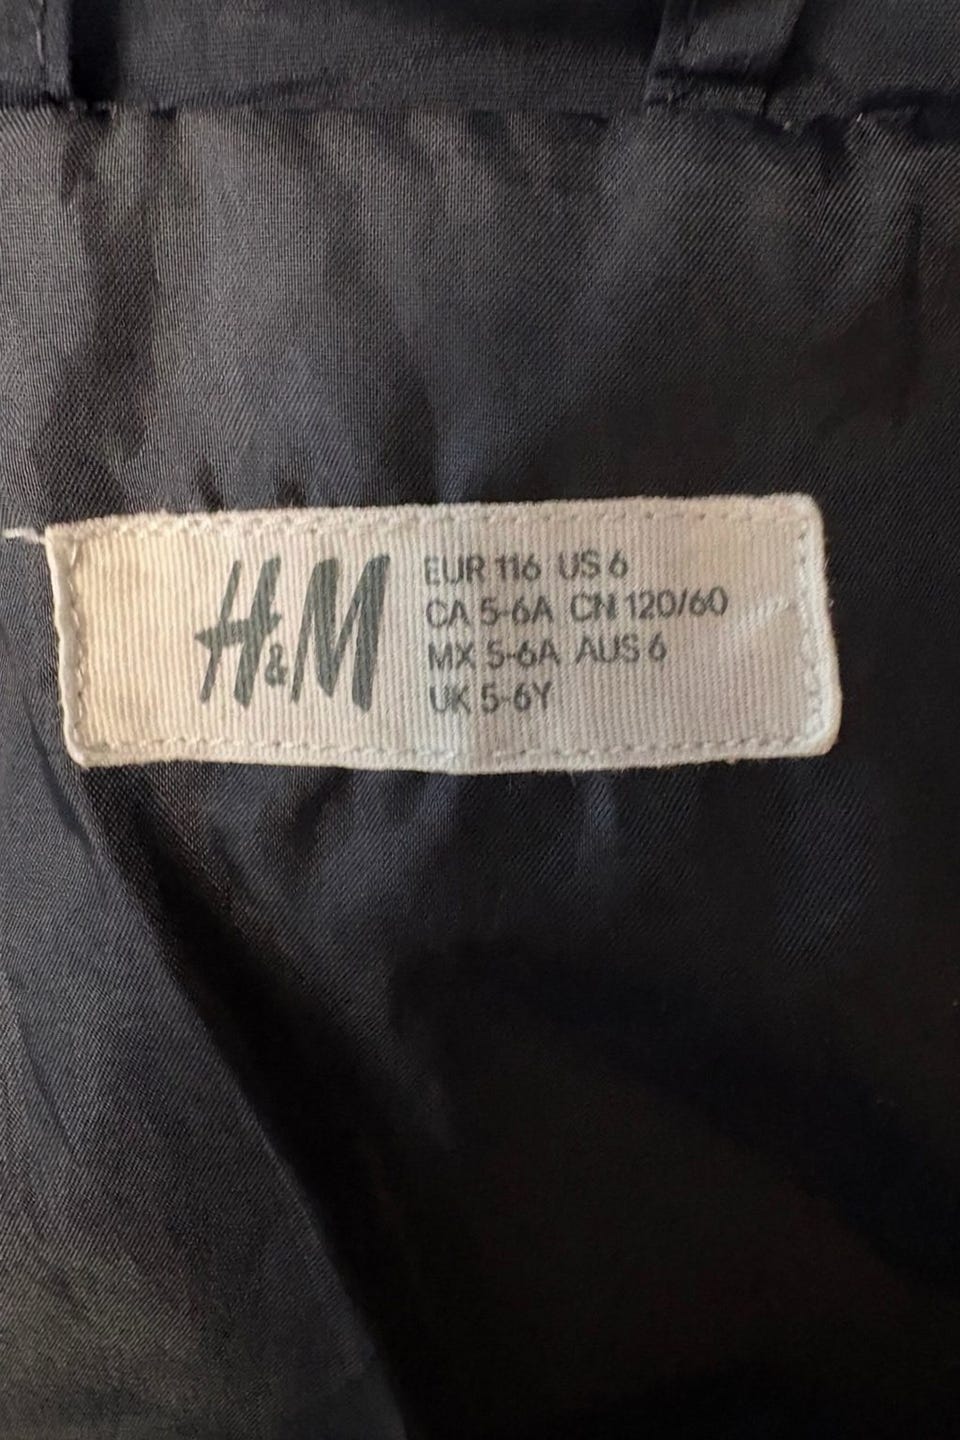 H&M
EUR 116 US 6
CA 5-6A CN 120/60
MX 5-6A AUS 6
UK 5-6Y